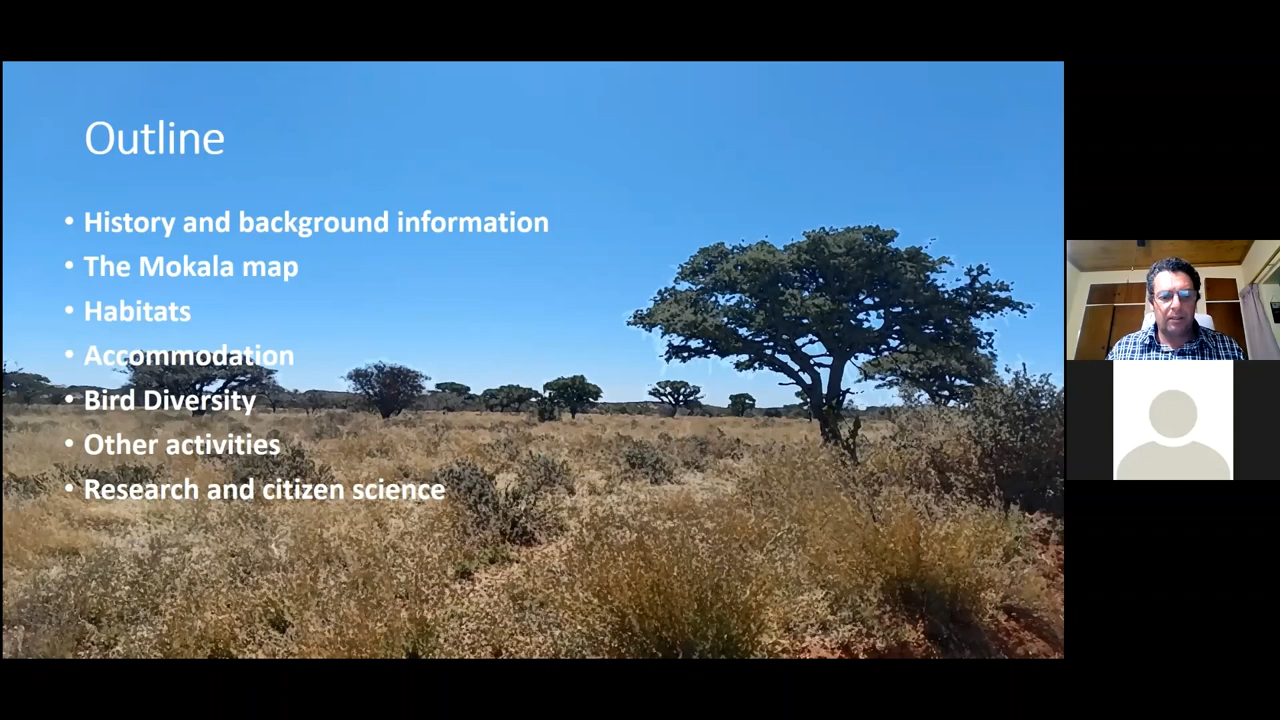 Outline
• History and background information
• The Mokala map
• Habitats
• Accommodation
• Bird Diversity
• Other activities
• Research and citizen science